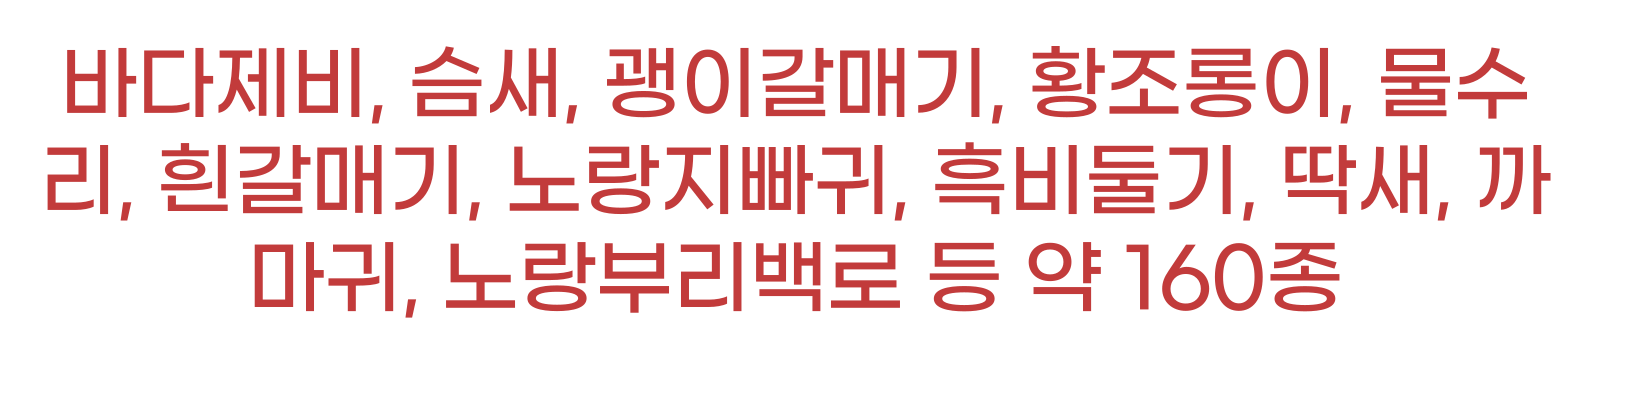 바다제비, 슴새, 괭이갈매기, 황조롱이, 물수
리, 흰갈매기, 노랑지빠귀, 흑비둘기, 딱새, 까
마귀, 노랑부리백로 등 약 160종